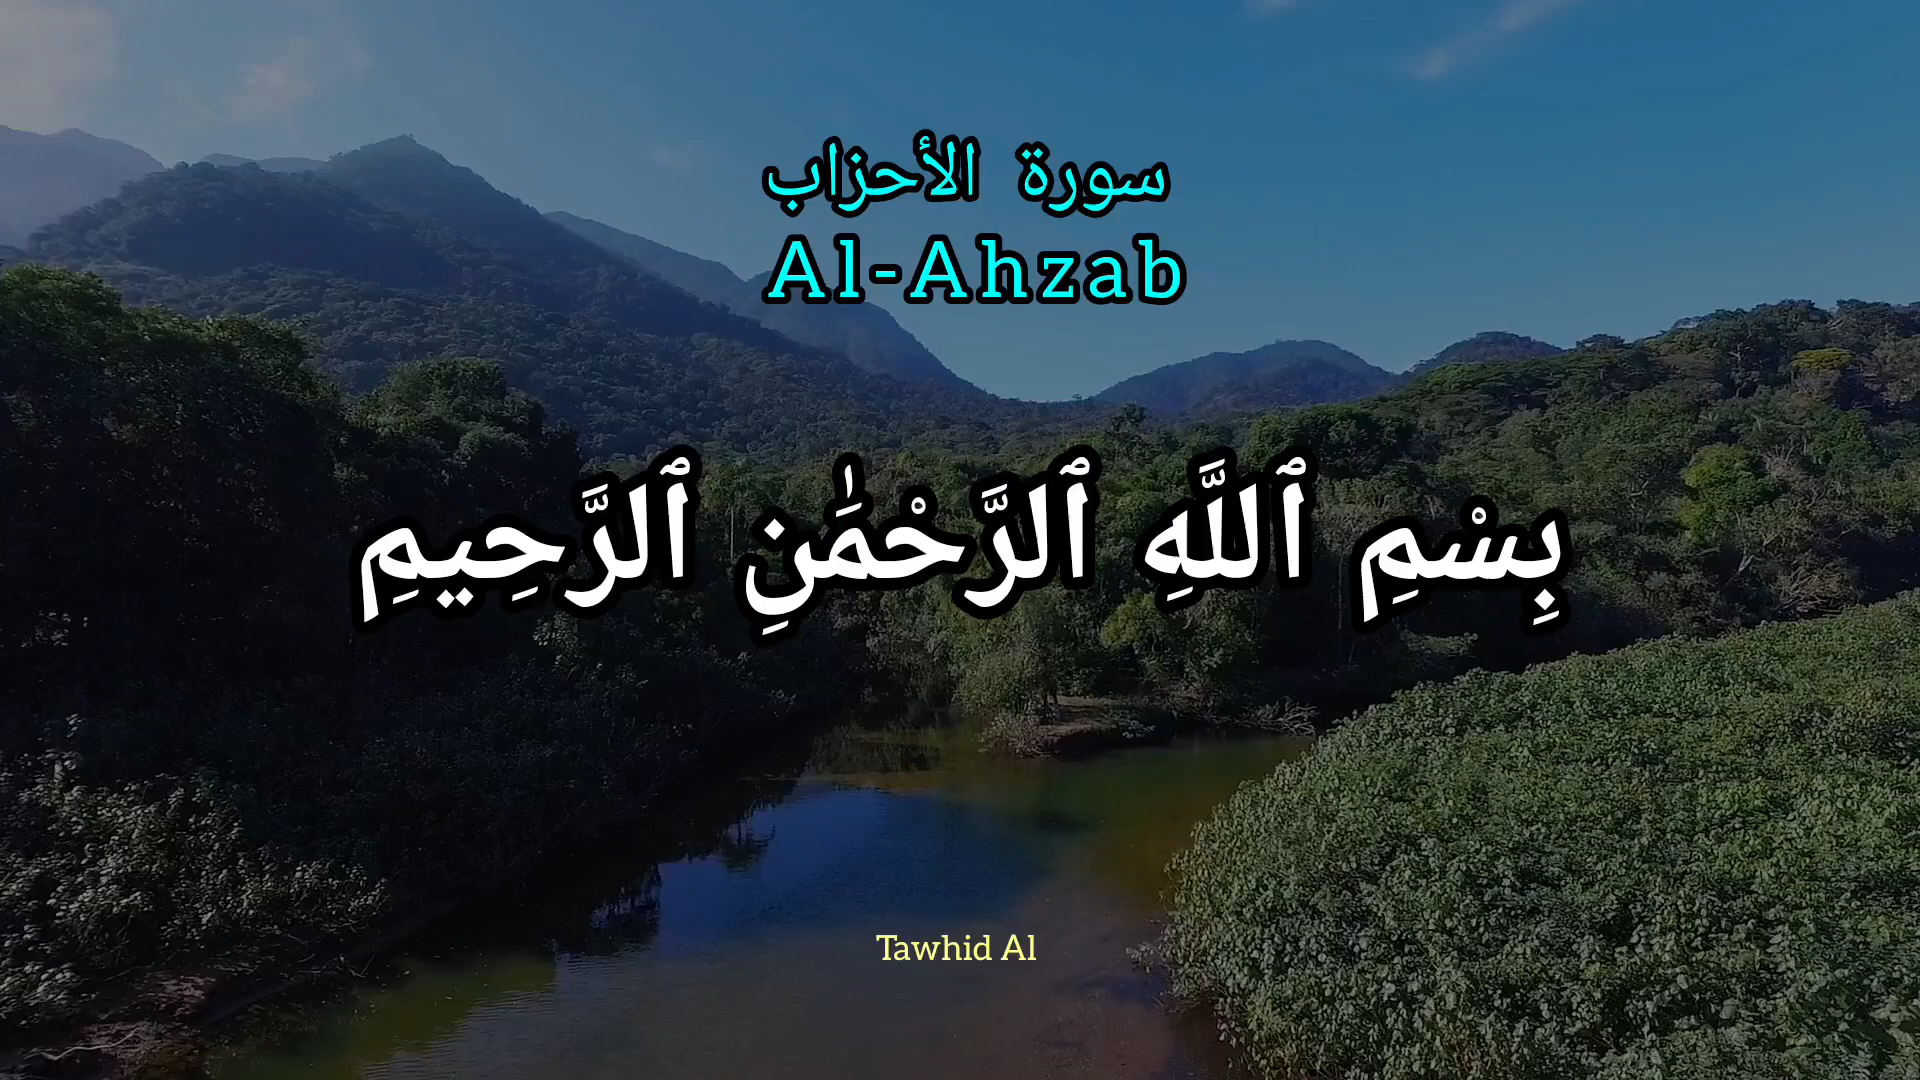 سورة الأحزاب
Al-Ahzab
بِسْمِ ٱللَّهِ ٱلرَّحْمَٰنِ ٱلرَّحِيمِ
Tawhid Al